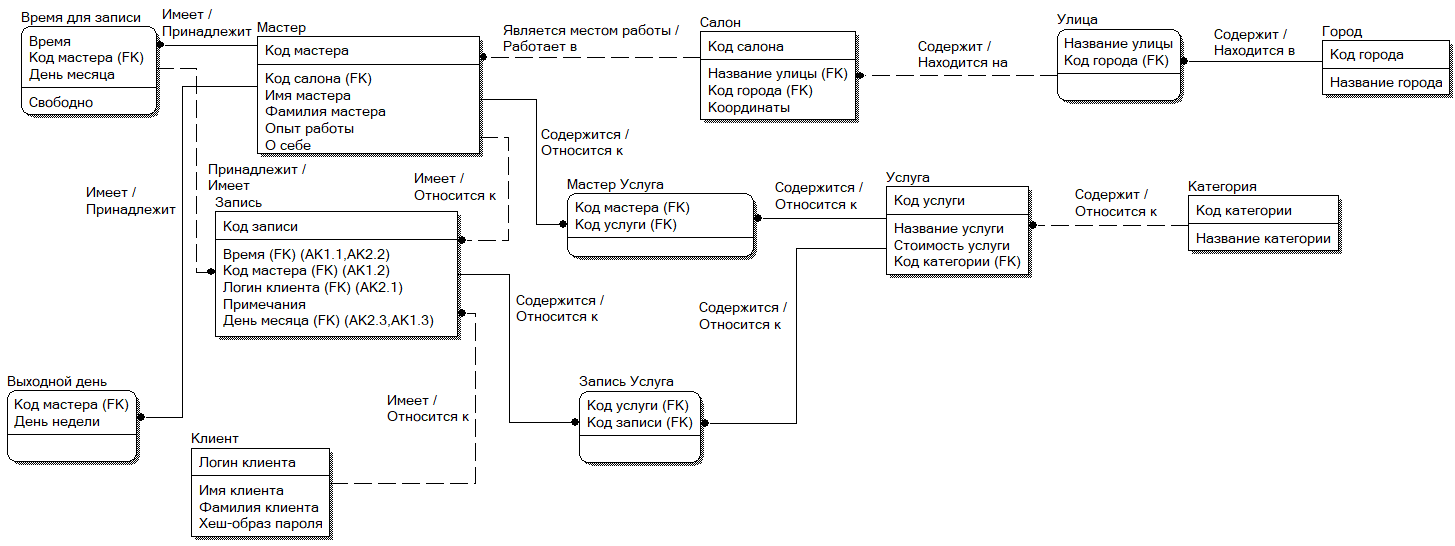 Время для записи
Время
Код мастера (FK)
День месяца
Свободно
Имеет /
Принадлежит
Мастер
Код мастера
Код салона (FK)
Имя мастера
Фамилия мастера
Опыт работы
О себе
Является местом работы /
Работает в
Салон
Код салона
Название улицы (FK)
Код города (FK)
Координаты
Содержит /
Находится на
Улица
Название улицы
Код города (FK)
Содержит /
Находится в
Город
Код города
Название города
Имеет /
Принадлежит
Принадлежит /
Имеет
Имеет /
Относится к
Содержится /
Относится к
Запись
Код записи
Время (FK) (AK1.1,AK2.2)
Код мастера (FK) (AK1.2)
Логин клиента (FK) (AK2.1)
Примечания
День месяца (FK) (AK2.3,AK1.3)
Мастер Услуга
Код мастера (FK)
Код услуги (FK)
Содержится /
Относится к
Услуга
Код услуги
Название услуги
Стоимость услуги
Код категории (FK)
Содержит /
Относится к
Категория
Код категории
Название категории
Содержится /
Относится к
Содержится /
Относится к
Выходной день
Код мастера (FK)
День недели
Имеет /
Относится к
Запись Услуга
Код услуги (FK)
Код записи (FK)
Клиент
Логин клиента
Имя клиента
Фамилия клиента
Хеш-образ пароля